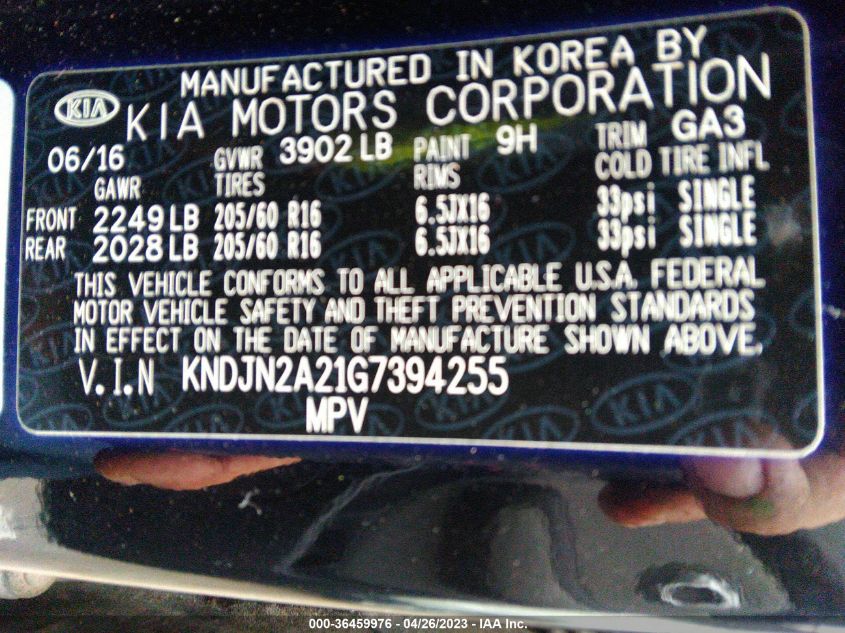 MANUFACTURED IN KOREA BY
KIA KIA MOTORS CORPORATION
06/16 GVWR 3902 LB PAINT 9H TRIM GA3
GAWR TIRES RIMS COLD TIRE INFL
FRONT 2249 LB 205/60 R16 6.5JX16 33psi SINGLE
REAR 2028 LB 205/60 R16 6.5JX16 33psi SINGLE
THIS VEHICLE CONFORMS TO ALL APPLICABLE U.S.A. FEDERAL
MOTOR VEHICLE SAFETY AND THEFT PREVENTION STANDARDS
IN EFFECT ON THE DATE OF MANUFACTURE SHOWN ABOVE.
V.I.N KNDJN2A21G7394255
MPV
000-36459976 - 04/26/2023 - IAA Inc.